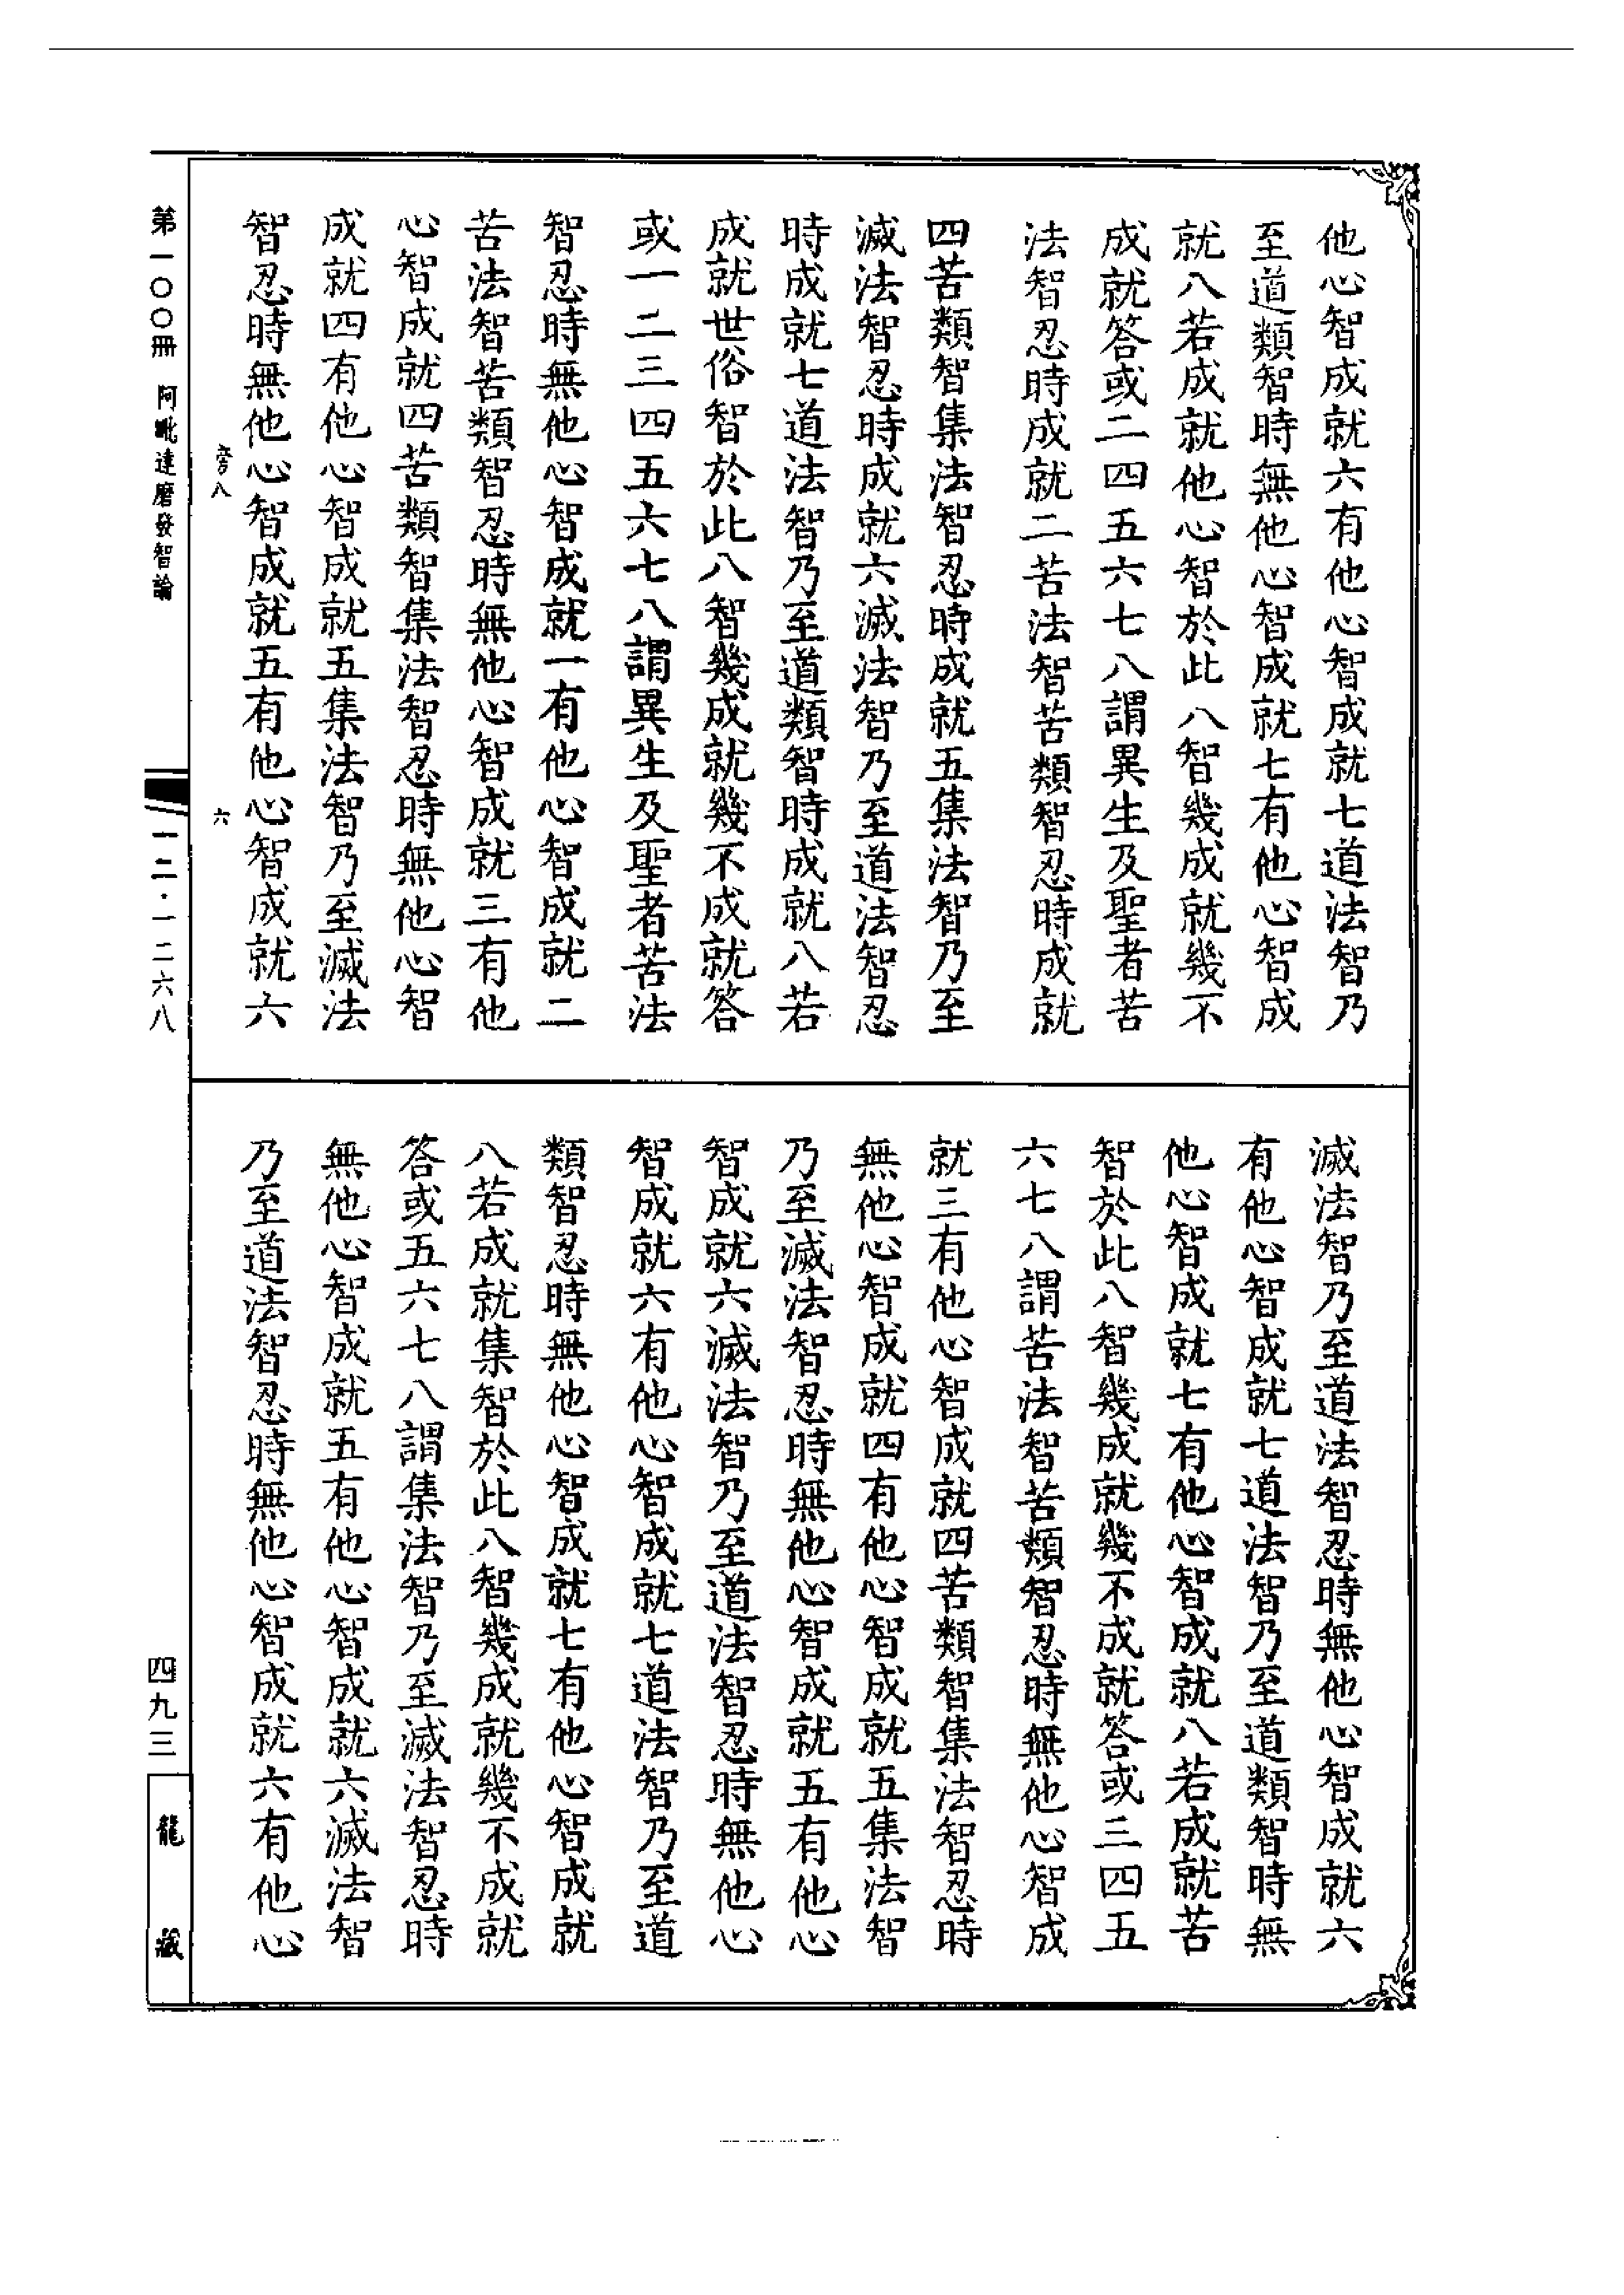 他心智成就六有他心智成就七道法智乃
至道類智時無他心智成就七有他心智成
就八若成就他心智於此八智幾成就幾不
成就答或二四五六七八謂異生及聖者苦
法智忍時成就二苦法智苦類智忍時成就
四苦類智集法智忍時成就五集法智乃至
滅法智忍時成就六滅法智乃至道法智忍
時成就七道法智乃至道類智時成就八若
成就世俗智於此八智幾成就幾不成就答
或一二三四五六七八謂異生及聖者苦法
智忍時無他心智成就一有他心智成就二
苦法智苦類智忍時無他心智成就三有他
心智成就四苦類智集法智忍時無他心智
成就四有他心智成就五集法智乃至滅法
智忍時無他心智成就五有他心智成就六
滅法智乃至道法智忍時無他心智成就六
有他心智成就七道法智乃至道類智時無
他心智成就七有他心智成就八若成就苦
智於此八智幾成就幾不成就答或三四五
六七八謂苦法智苦類智忍時無他心智成
就三有他心智成就四苦類智集法智忍時
無他心智成就四有他心智成就五集法智
乃至滅法智忍時無他心智成就五有他心
智成就六滅法智乃至道法智忍時無他心
智成就六有他心智成就七道法智乃至道
類智忍時無他心智成就七有他心智成就
八若成就集智於此八智幾成就幾不成就
答或五六七八謂集法智乃至滅法智忍時
無他心智成就五有他心智成就六滅法智
乃至道法智忍時無他心智成就六有他心
八 六
第一〇〇冊 阿毗達磨發智論
一二·一二六八
四九三
龍藏